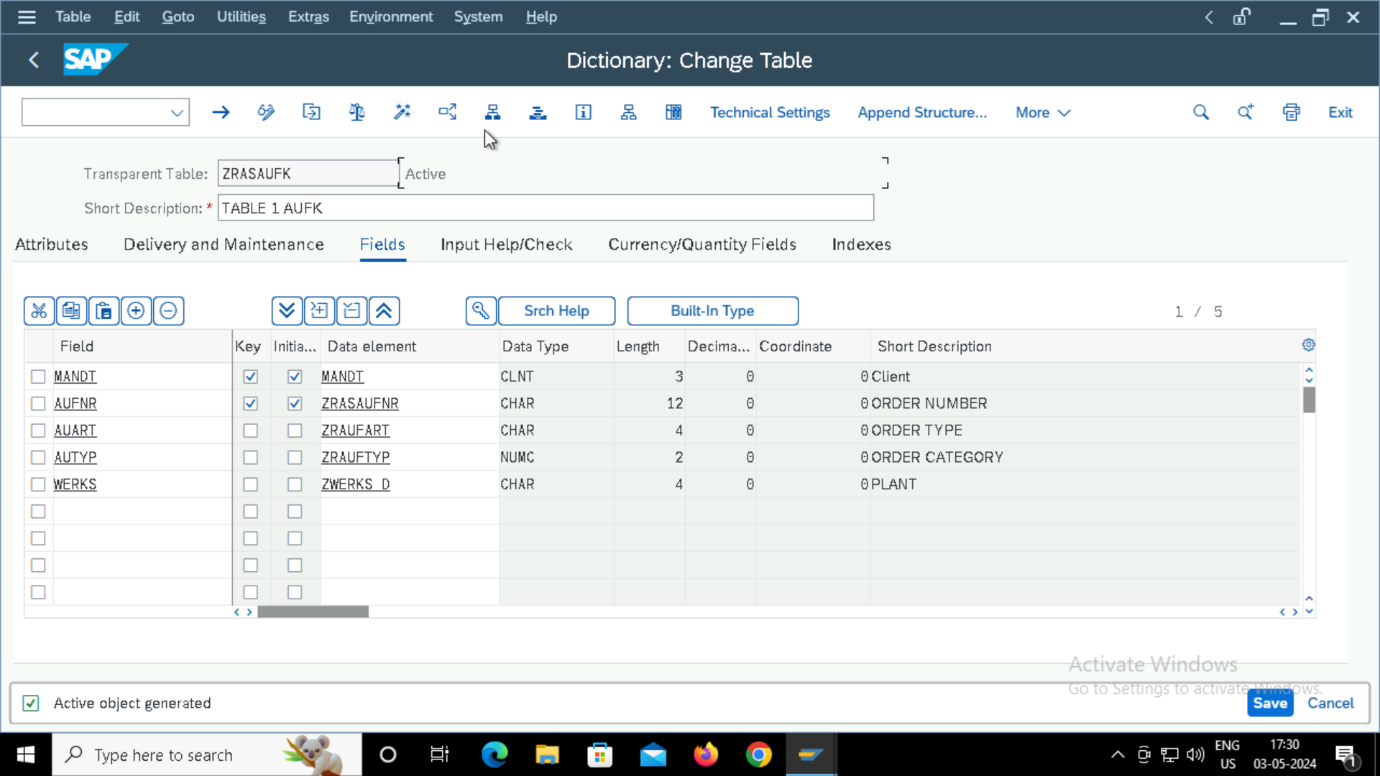 Table Edit Goto Utilities Extras Environment System Help
SAP Dictionary: Change Table
Technical Settings Append Structure... More Exit
Transparent Table: ZRASAUFK Active
Short Description: * TABLE 1 AUFK
Attributes Delivery and Maintenance Fields Input Help/Check Currency/Quantity Fields Indexes
Srch Help Built-In Type 1 / 5
Field Key Initia... Data element Data Type Length Decima... Coordinate Short Description
MANDT MANDT CLNT 3 0 0 Client
AUFNR ZRASAUFNR CHAR 12 0 0 ORDER NUMBER
AUART ZRAUFART CHAR 4 0 0 ORDER TYPE
AUTYP ZRAUFTYP NUMC 2 0 0 ORDER CATEGORY
WERKS ZWERKS D CHAR 4 0 0 PLANT
Activate Windows
Go to Settings to activate Windows.
Active object generated Save Cancel
Type here to search ENG US 17:30 03-05-2024 1